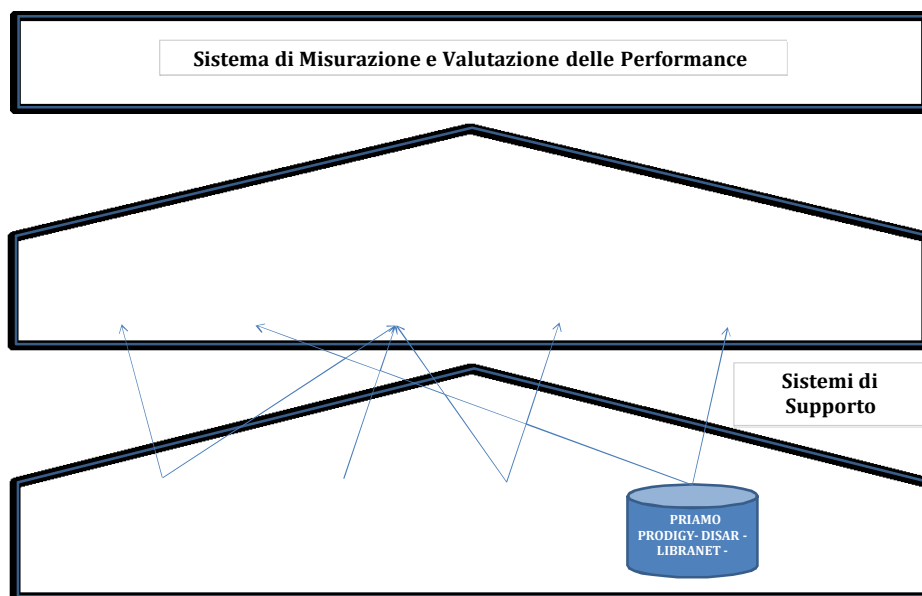 Sistema di Misurazione e Valutazione delle Performance
Sistemi di
Supporto
PRIAMO
PRODIGY- DISAR -
LIBRANET -